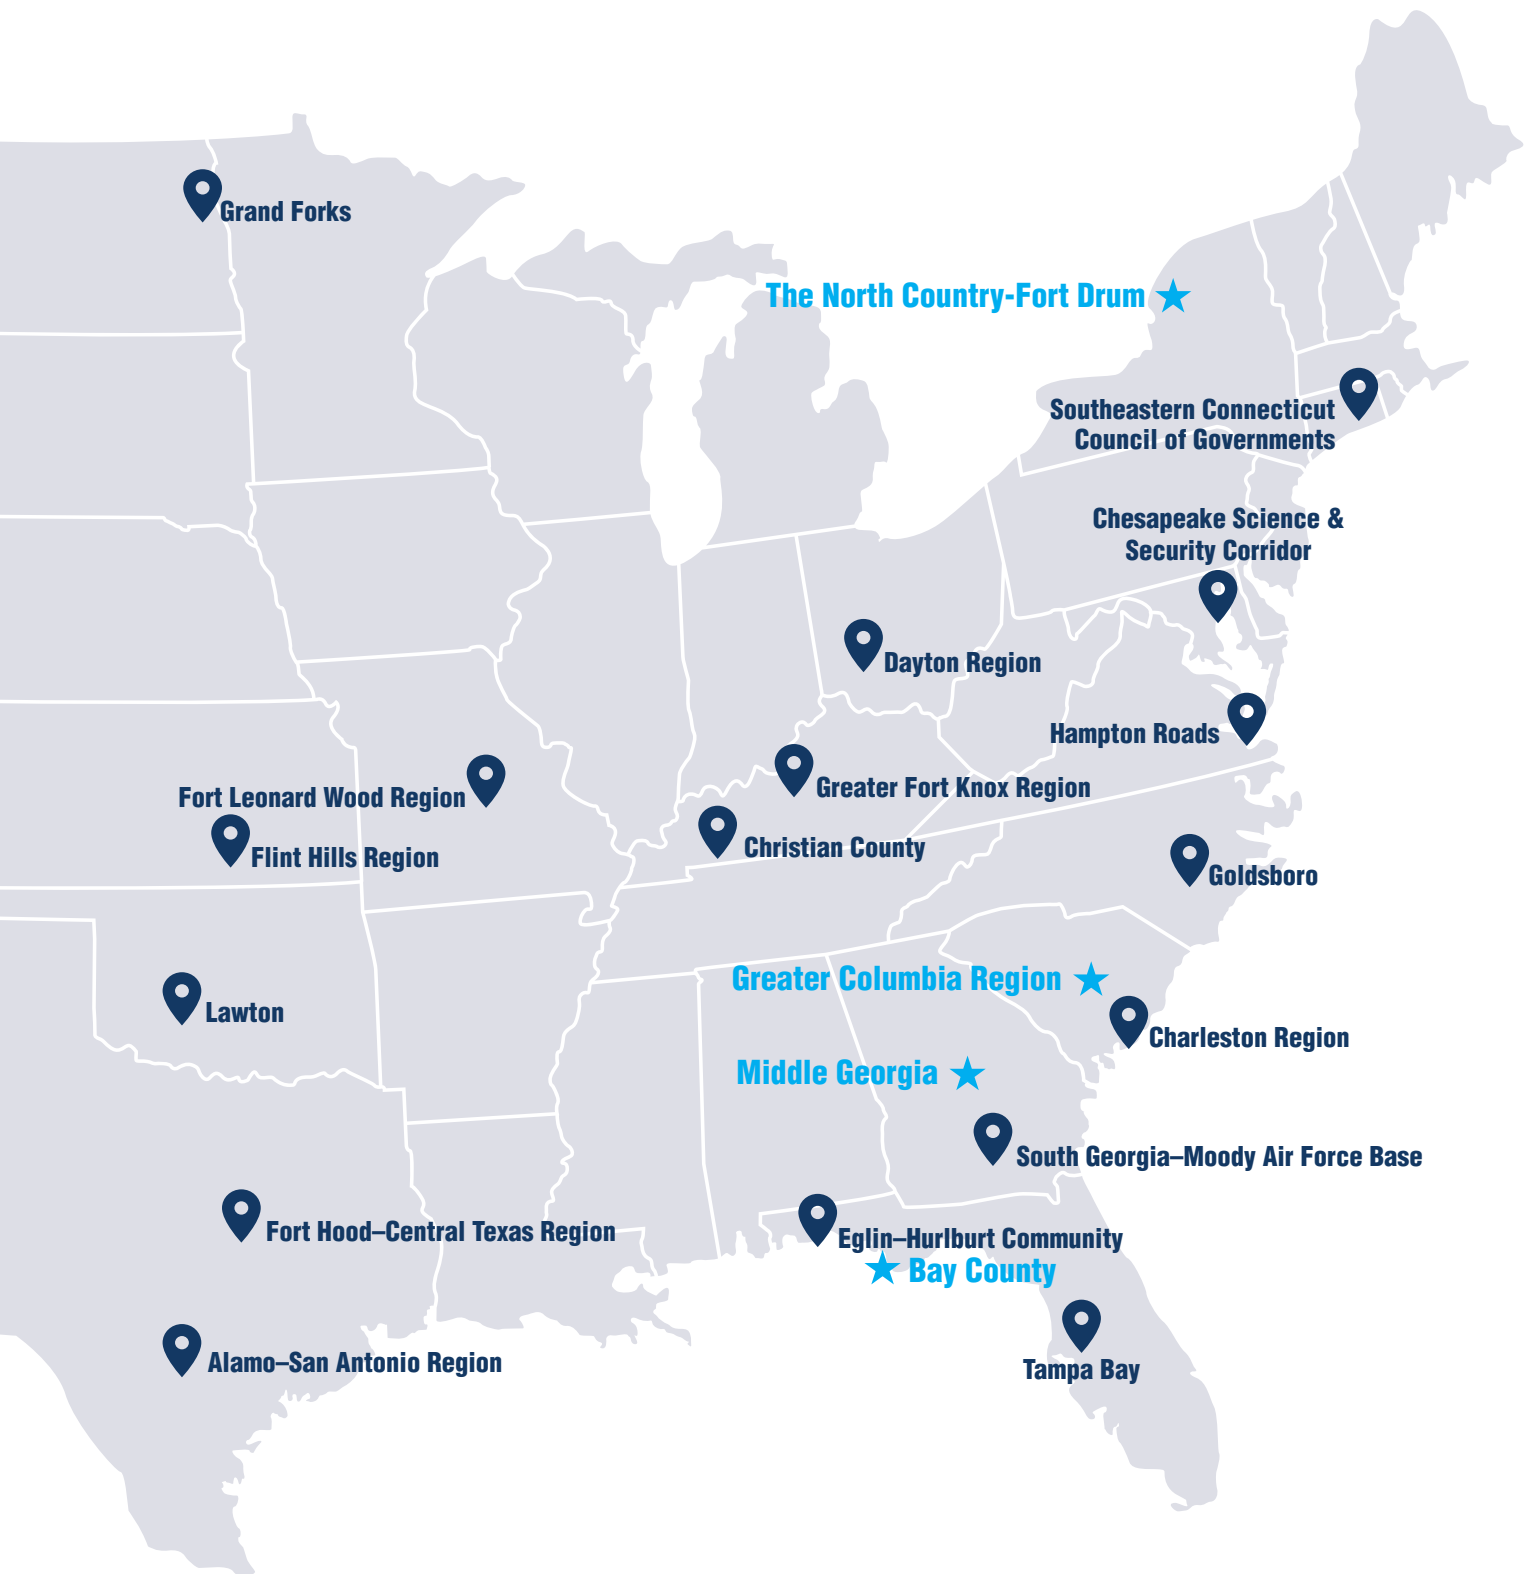 Grand Forks
The North Country-Fort Drum
Southeastern Connecticut
Council of Governments
Chesapeake Science &
Security Corridor
Dayton Region
Hampton Roads
Greater Fort Knox Region
Fort Leonard Wood Region
Christian County
Flint Hills Region
Goldsboro
Greater Columbia Region
Lawton
Charleston Region
Middle Georgia
South Georgia–Moody Air Force Base
Fort Hood–Central Texas Region
Eglin–Hurlburt Community
Bay County
Alamo–San Antonio Region
Tampa Bay